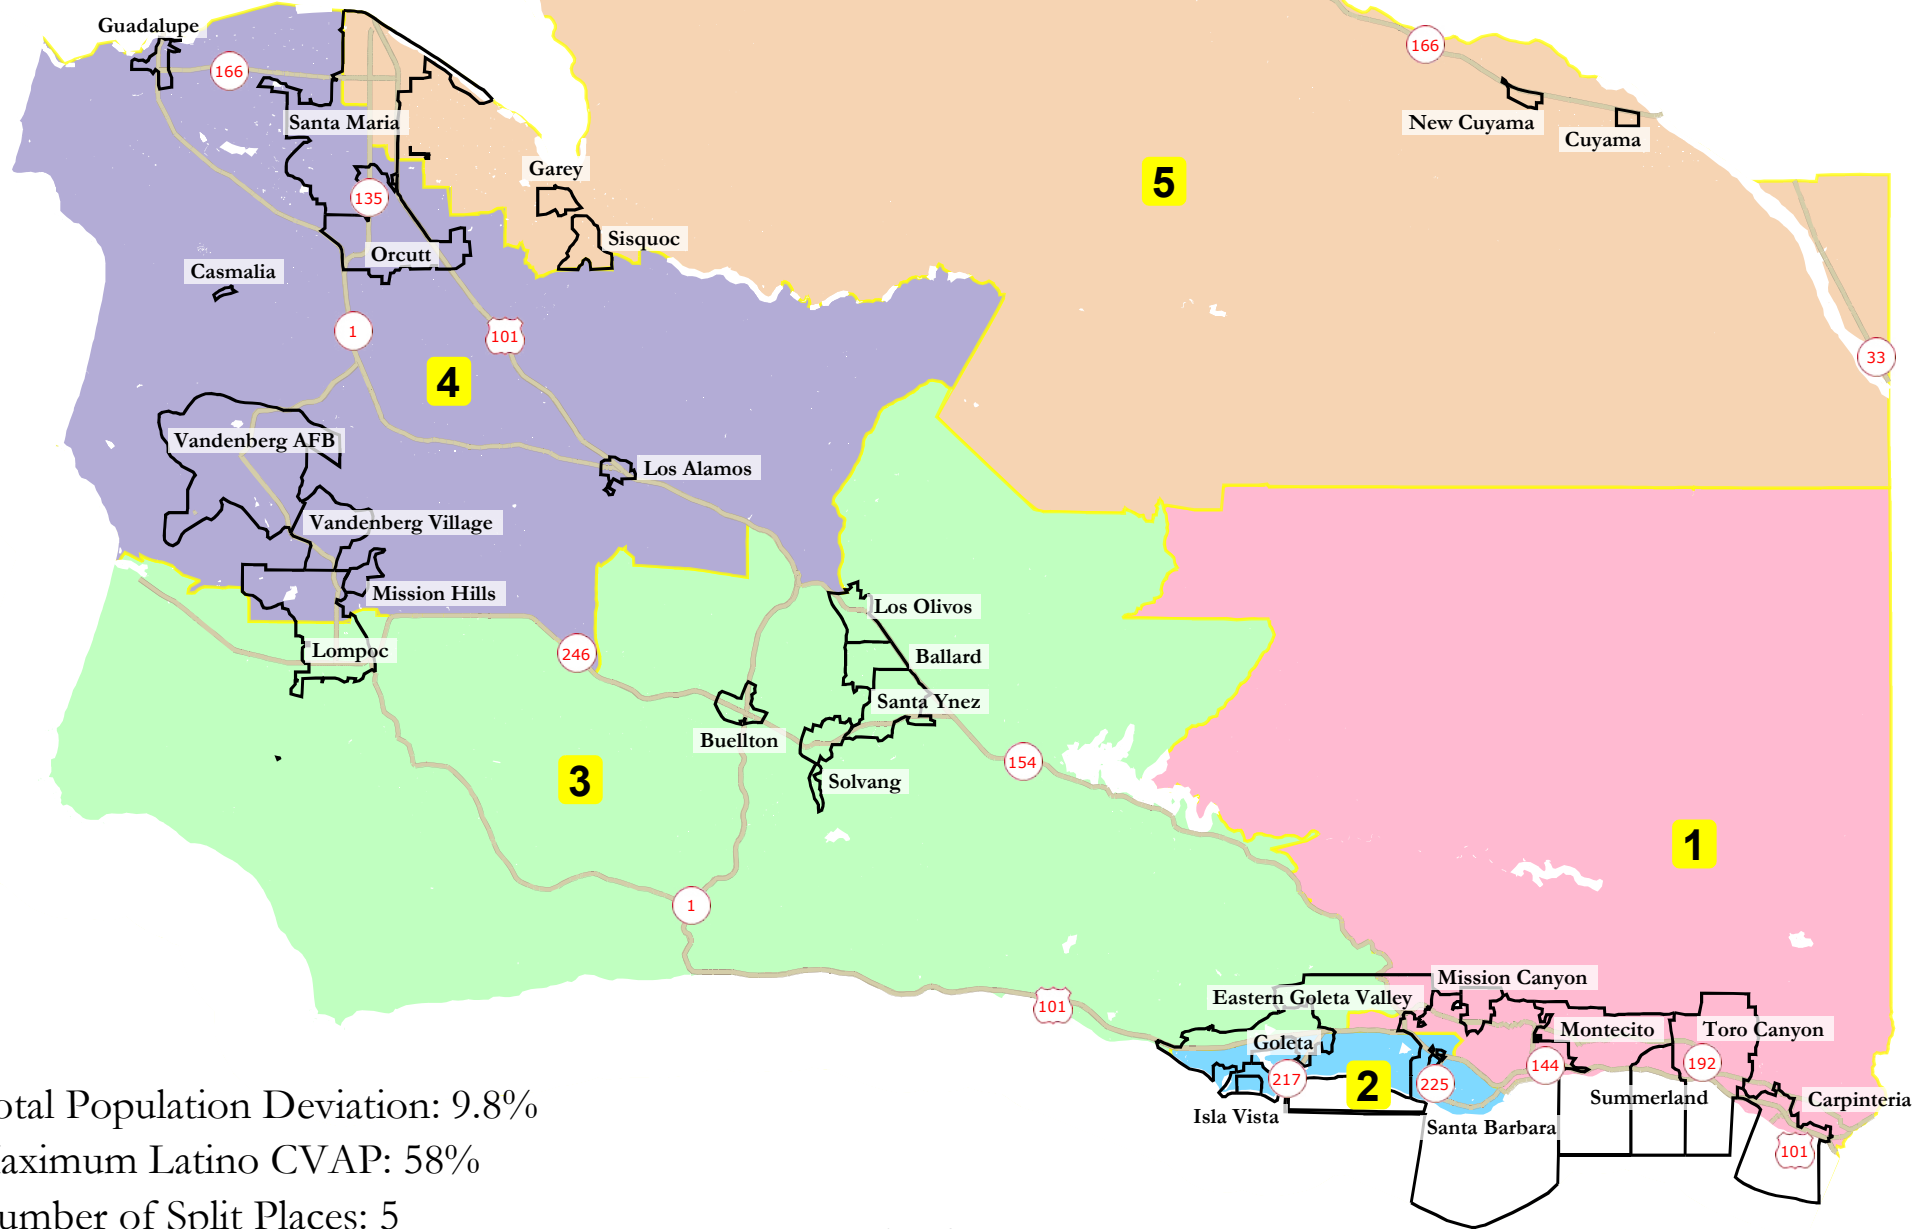 Guadalupe
166
166
Santa Maria
New Cuyama
Cuyama
Garey
5
135
Sisquoc
Orcutt
Casmalia
1
101
33
4
Vandenberg AFB
Los Alamos
Vandenberg Village
Mission Hills
Los Olivos
Lompoc
246
Ballard
Santa Ynez
Buellton
154
3
Solvang
1
1
Mission Canyon
Eastern Goleta Valley
101
Montecito
Toro Canyon
Goleta
217
2
225
144
192
Summerland
Carpinteria
Isla Vista
Santa Barbara
101
otal Population Deviation: 9.8%
aximum Latino CVAP: 58%
umber of Split Places: 5